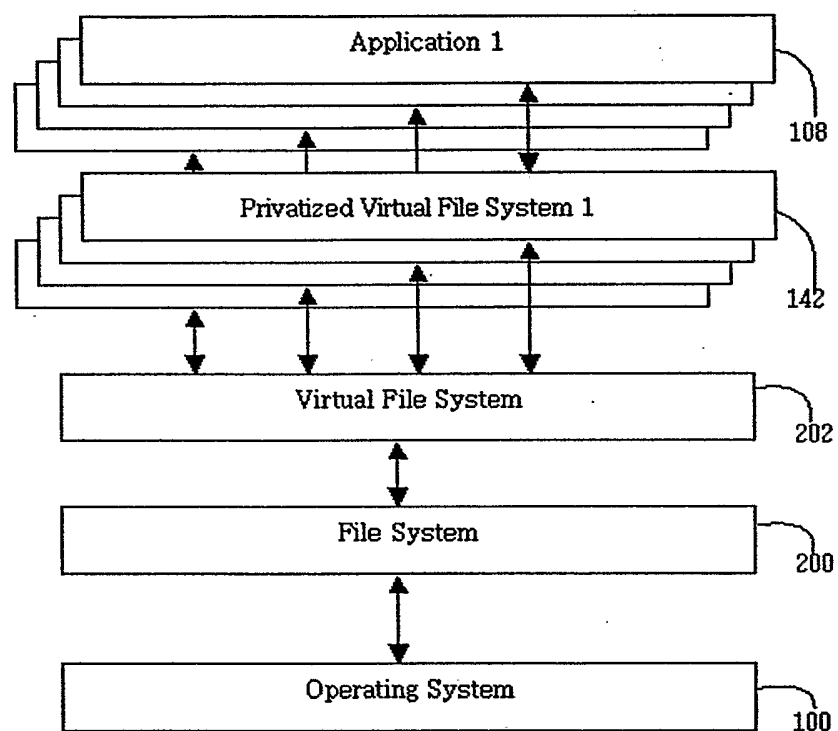 Application 1
108
Privatized Virtual File System 1
142
Virtual File System
202
File System
200
Operating System
100